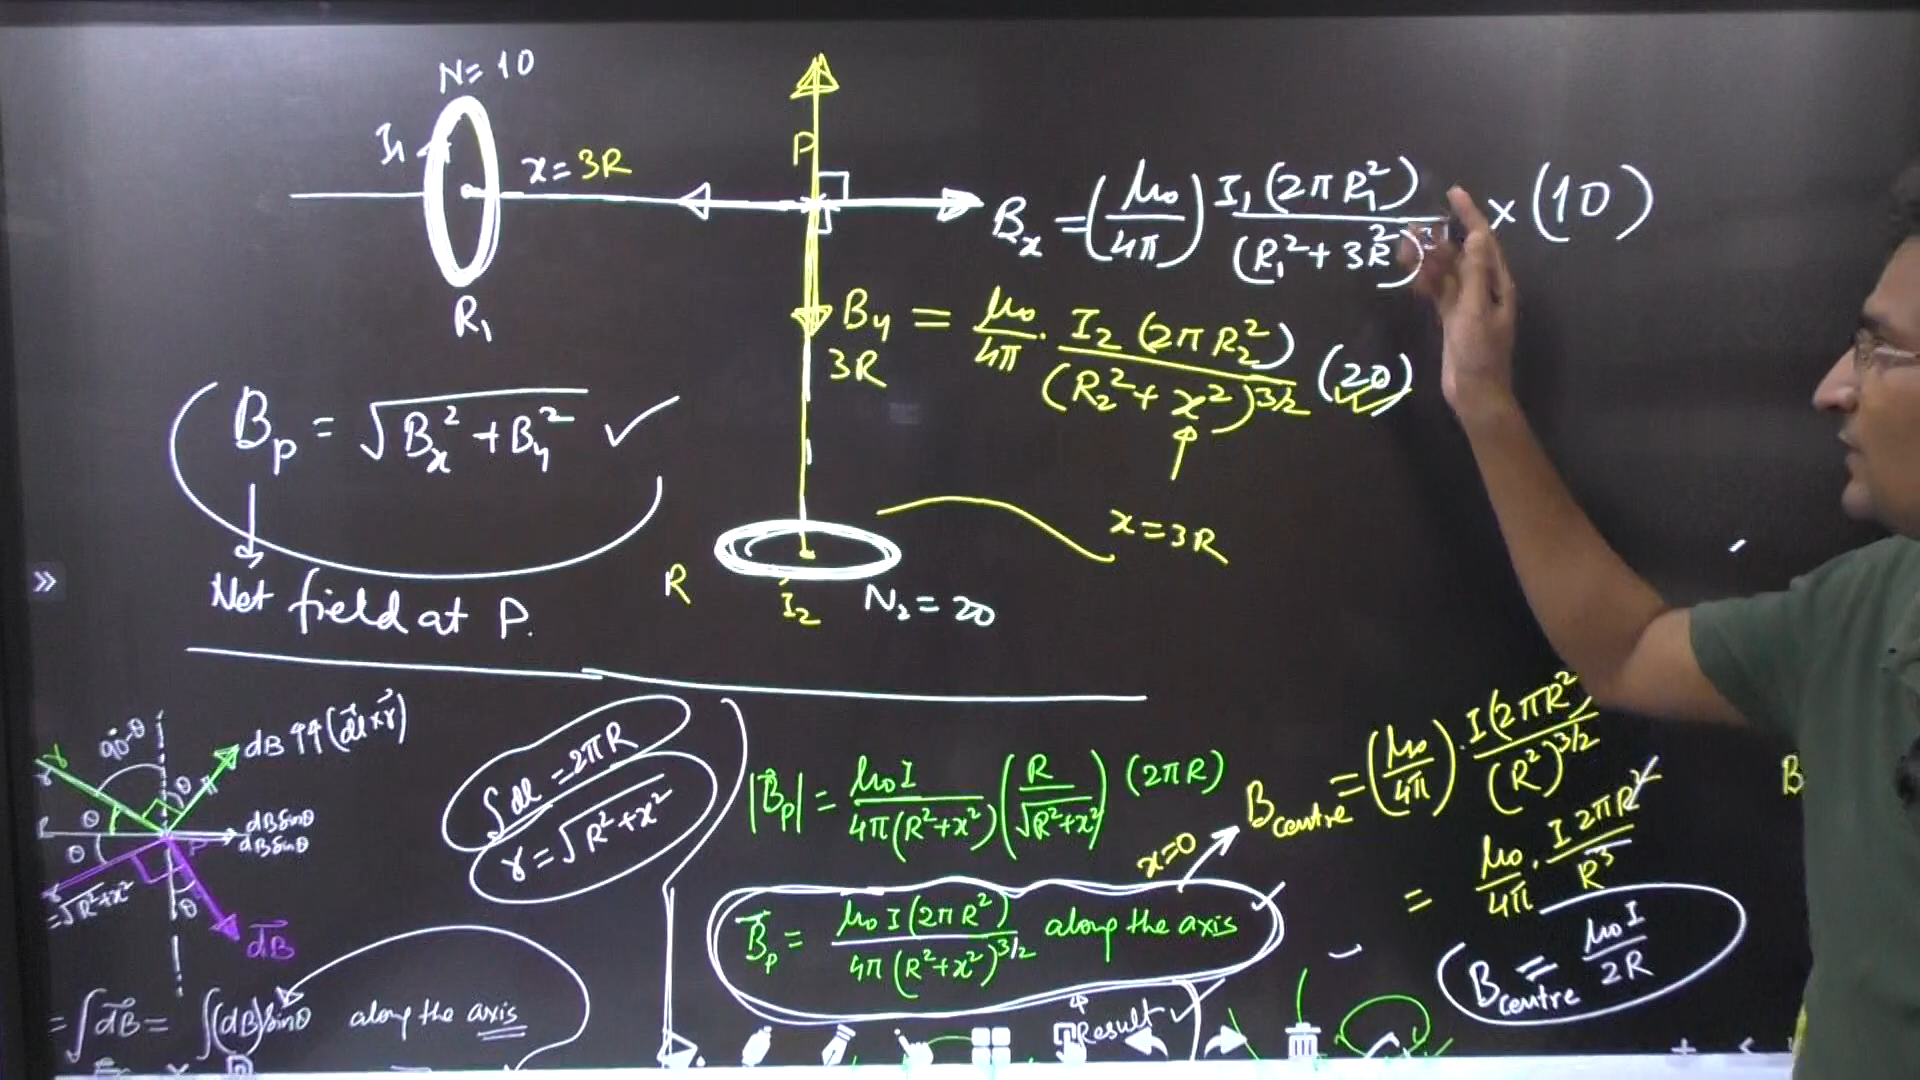 N = 10
I₁
x = 3R
P
R₁
Bₓ = (μ₀/4π) I₁(2πR₁²)/(R₁² + 3R²)³ × (10)
By = μ₀/4π · I₂(2πR₂²)/(R₂² + x²)^3/2 (20)
3R
Bp = √Bₓ² + By² ✓
Net field at P.
x = 3R
R
I₂
N₂ = 20
90-θ
dB ↑↑ (dl⃗ × r⃗)
θ
θ
dB sinθ
dB sinθ
θ
θ
r
= √R²+x²
dB⃗
= ∫dB⃗ = ∫(dB) sinθ along the axis
∫dl = 2πR
r = √R²+x²
|B⃗p| = μ₀I/4π(R²+x²) (R/√R²+x²) (2πR)
B⃗p = μ₀I(2πR²)/4π(R²+x²)^3/2 along the axis
Result ✓
x=0
Bcentre = (μ₀/4π) · I(2πR²)/(R²)^3/2
= μ₀/4π · I2πR²/R³
Bcentre = μ₀I/2R
B